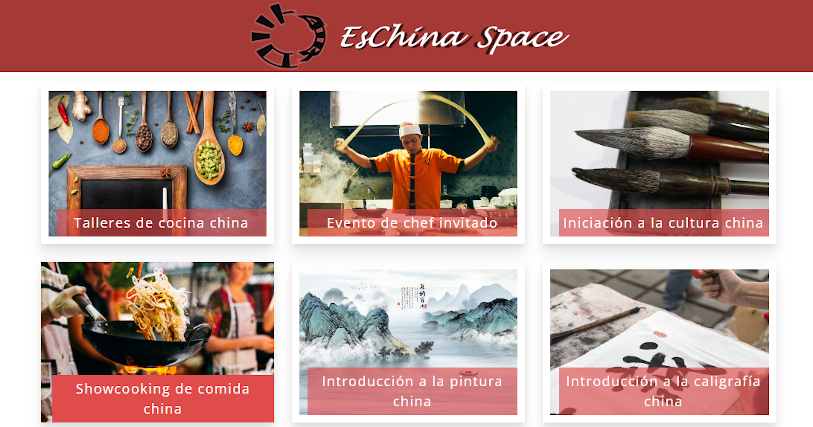 EsChina Space
Talleres de cocina china
Evento de chef invitado
Iniciación a la cultura china
Showcooking de comida
china
Introducción a la pintura
china
Introducción a la caligrafía
china